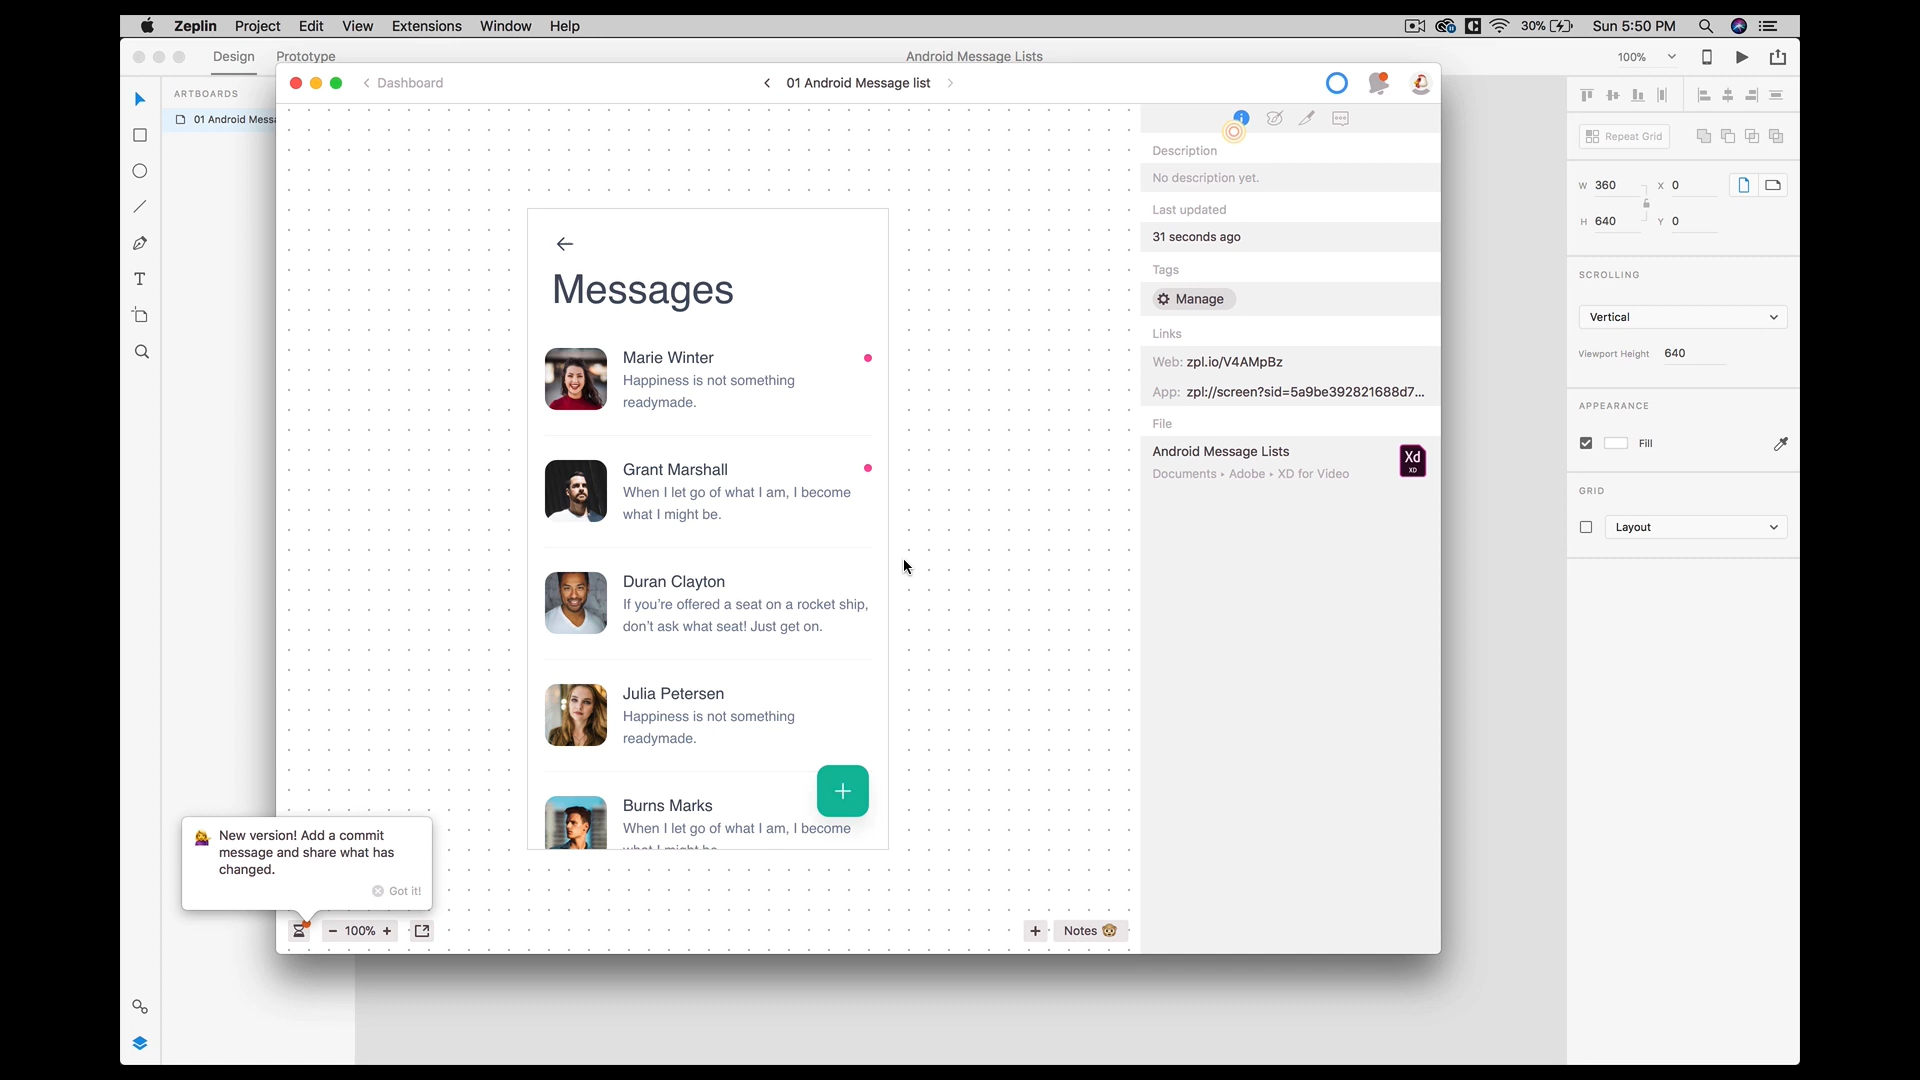 Zeplin Project Edit View Extensions Window Help 30% Sun 5:50 PM
Design Prototype Android Message Lists 100%
Dashboard 01 Android Message list
ARTBOARDS
01 Android Messa
Repeat Grid
W 360 X 0
H 640 Y 0
SCROLLING
Vertical
Viewport Height 640
APPEARANCE
Fill
GRID
Layout
Description
No description yet.
Last updated
31 seconds ago
Tags
Manage
Links
Web: zpl.io/V4AMpBz
App: zpl://screen?sid=5a9be392821688d7...
File
Android Message Lists
Documents ▸ Adobe ▸ XD for Video
Xd
XD
Messages
Marie Winter
Happiness is not something
readymade.
Grant Marshall
When I let go of what I am, I become
what I might be.
Duran Clayton
If you’re offered a seat on a rocket ship,
don’t ask what seat! Just get on.
Julia Petersen
Happiness is not something
readymade.
Burns Marks
When I let go of what I am, I become
what I might be.
New version! Add a commit
message and share what has
changed.
Got it!
− 100% +
+ Notes